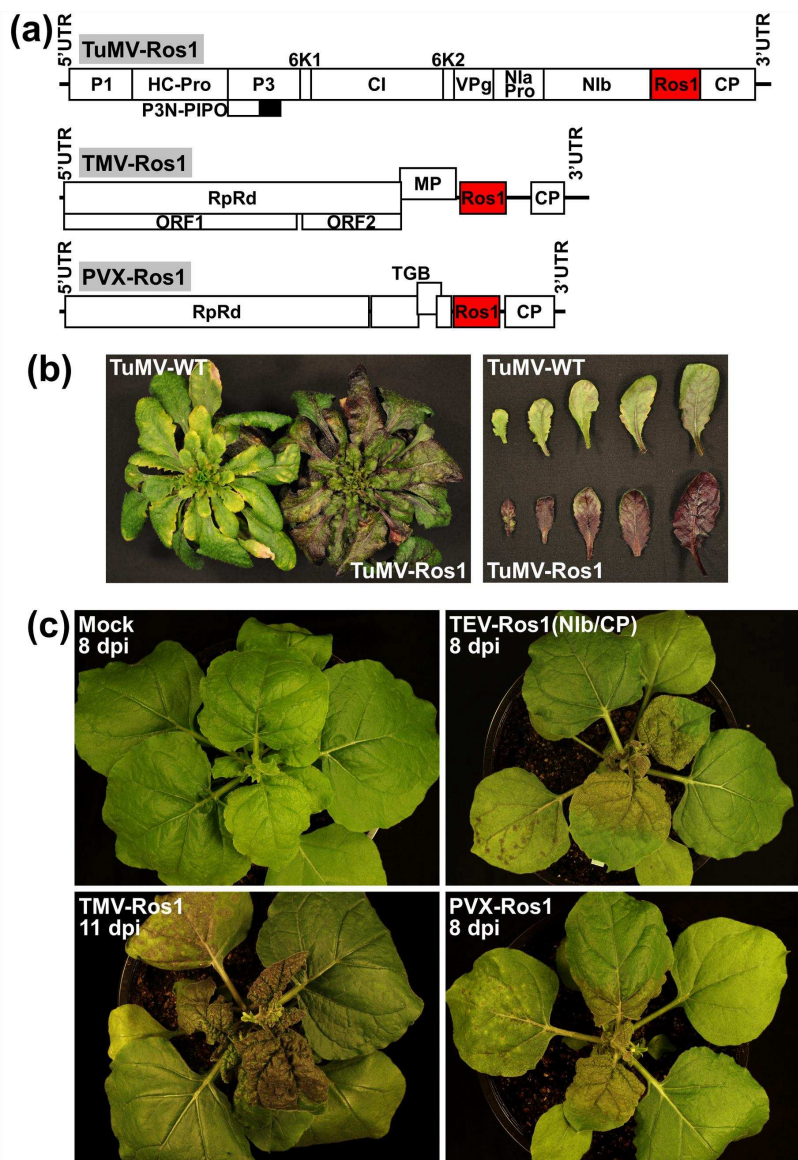 (a)
5'UTR
TuMV-Ros1
6K1
6K2
3'UTR
P1
HC-Pro
P3
CI
VPg
NIa
Pro
NIb
Ros1
CP
P3N-PIPO
5'UTR
TMV-Ros1
MP
3'UTR
RpRd
Ros1
CP
ORF1
ORF2
5'UTR
PVX-Ros1
TGB
3'UTR
RpRd
Ros1
CP
(b)
TuMV-WT
TuMV-Ros1
TuMV-WT
TuMV-Ros1
(c)
Mock
8 dpi
TEV-Ros1(NIb/CP)
8 dpi
TMV-Ros1
11 dpi
PVX-Ros1
8 dpi